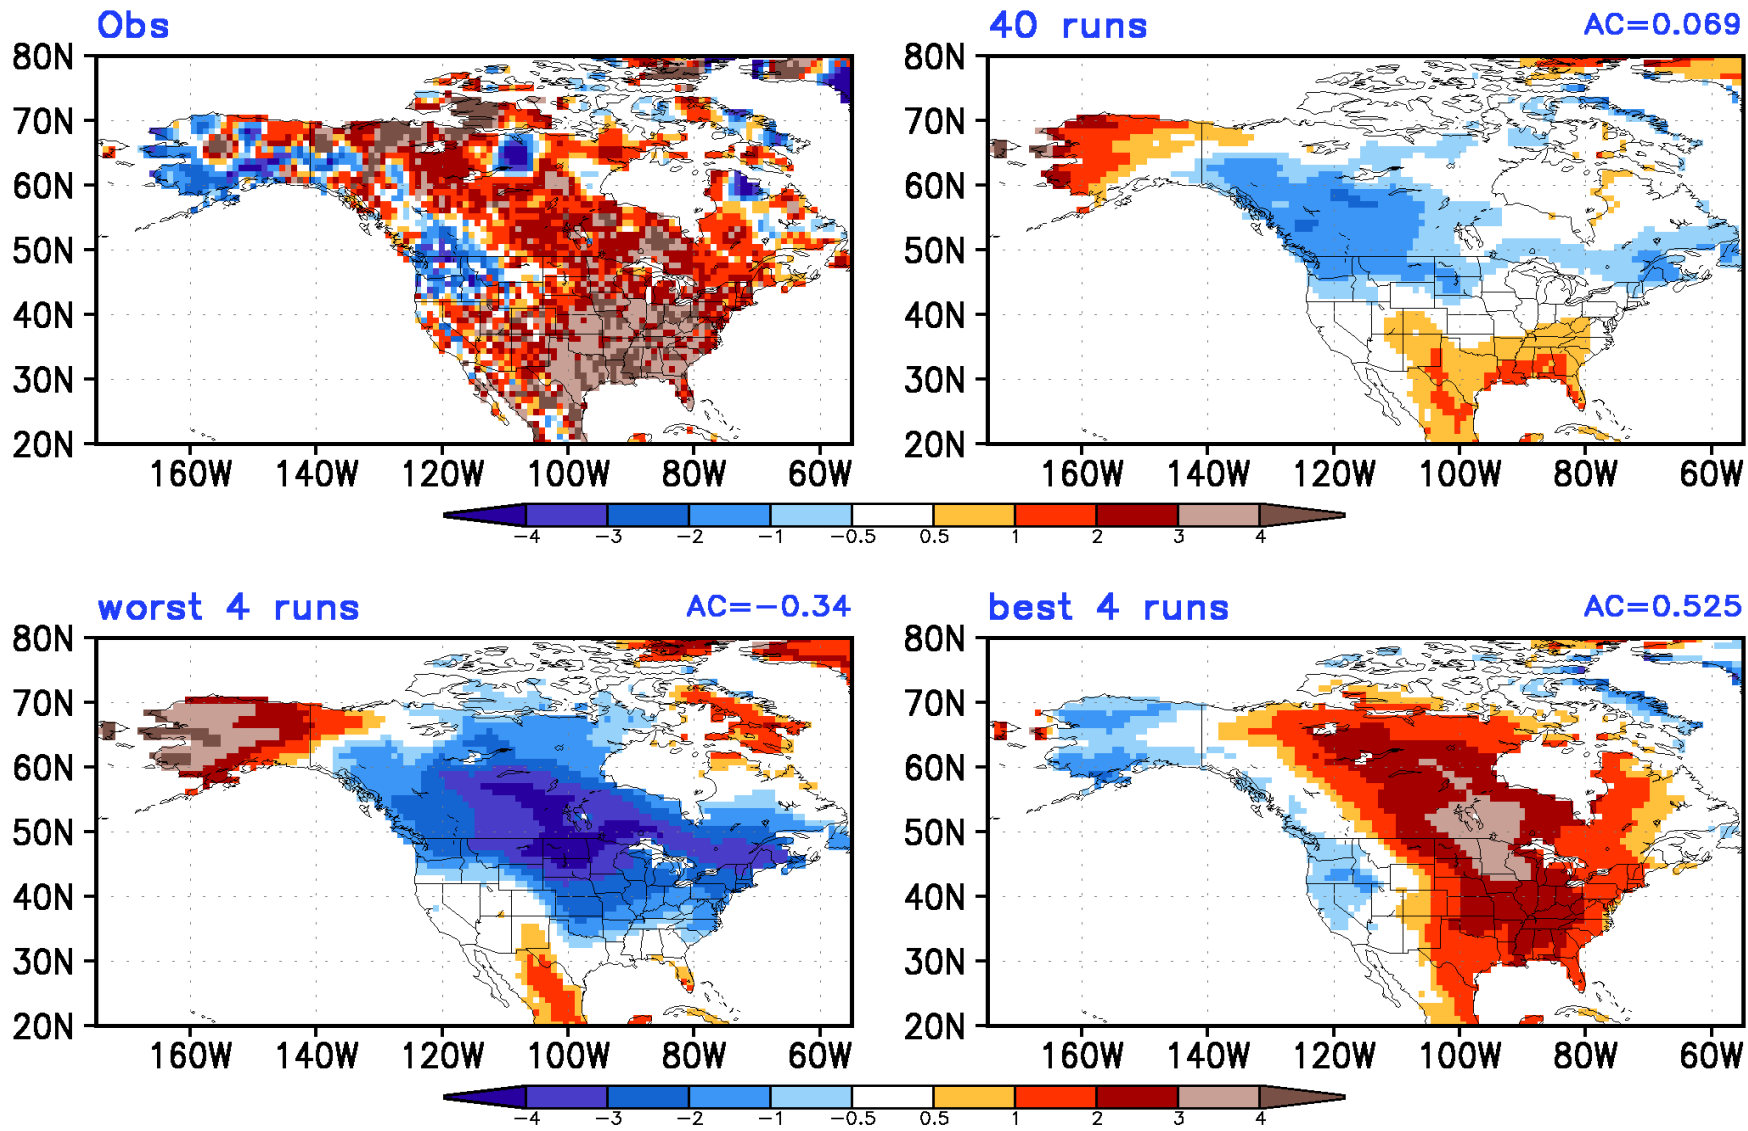 Obs
40 runs AC=0.069
80N 80N
70N 70N
60N 60N
50N 50N
40N 40N
30N 30N
20N 20N
160W 140W 120W 100W 80W 60W 160W 140W 120W 100W 80W 60W
-4 -3 -2 -1 -0.5 0.5 1 2 3 4
worst 4 runs AC=-0.34
best 4 runs AC=0.525
80N 80N
70N 70N
60N 60N
50N 50N
40N 40N
30N 30N
20N 20N
160W 140W 120W 100W 80W 60W 160W 140W 120W 100W 80W 60W
-4 -3 -2 -1 -0.5 0.5 1 2 3 4